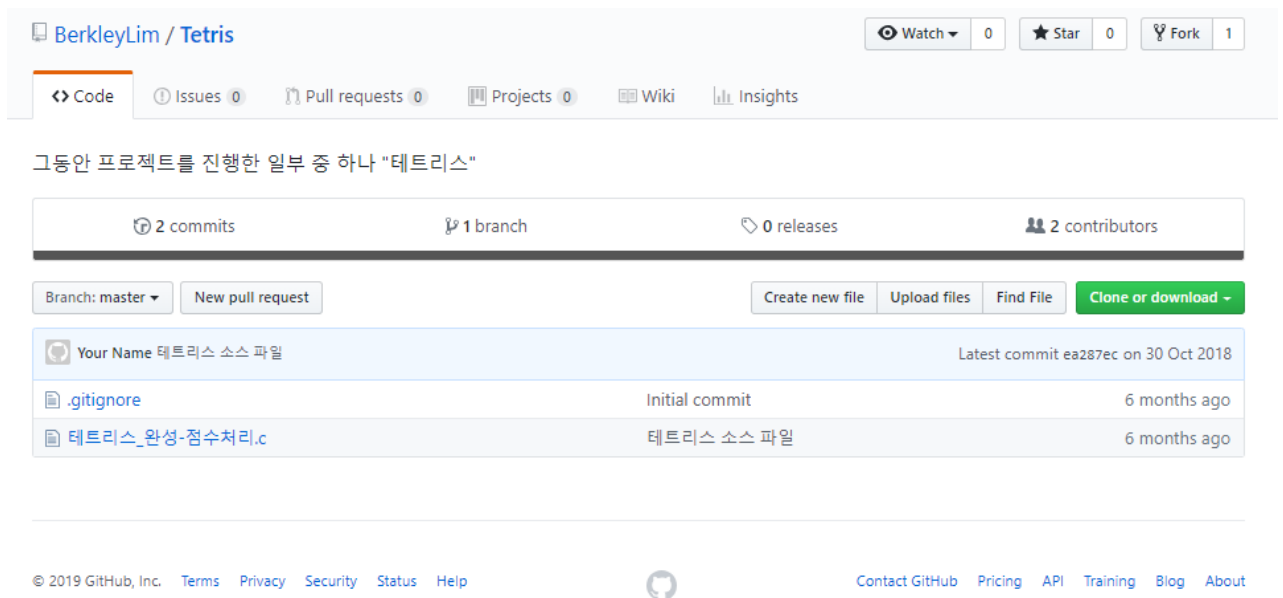 BerkleyLim / Tetris
Watch 0 Star 0 Fork 1
Code Issues 0 Pull requests 0 Projects 0 Wiki Insights
그동안 프로젝트를 진행한 일부 중 하나 "테트리스"
2 commits 1 branch 0 releases 2 contributors
Branch: master New pull request Create new file Upload files Find File Clone or download
Your Name 테트리스 소스 파일 Latest commit ea287ec on 30 Oct 2018
.gitignore Initial commit 6 months ago
테트리스_완성-점수처리.c 테트리스 소스 파일 6 months ago
© 2019 GitHub, Inc. Terms Privacy Security Status Help Contact GitHub Pricing API Training Blog About